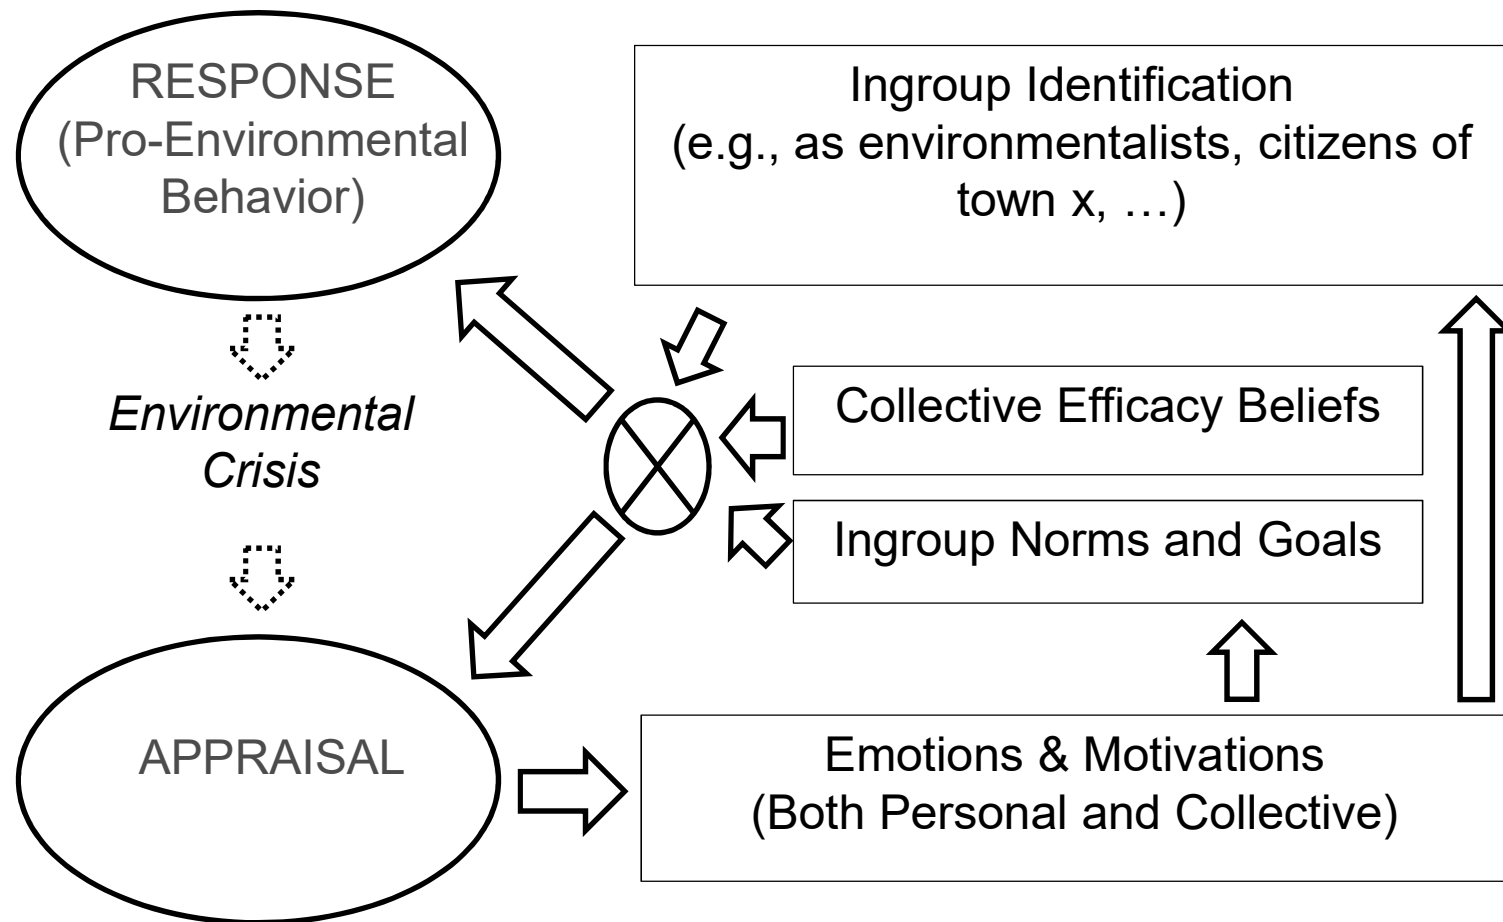 RESPONSE
(Pro-Environmental
Behavior)
Ingroup Identification
(e.g., as environmentalists, citizens of
town x, …)
Environmental
Crisis
Collective Efficacy Beliefs
Ingroup Norms and Goals
APPRAISAL
Emotions & Motivations
(Both Personal and Collective)